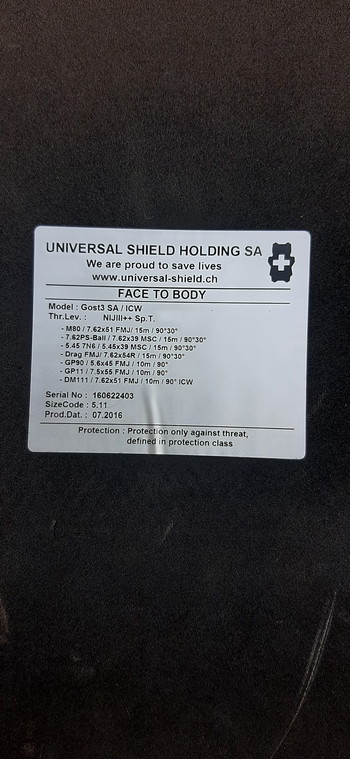 UNIVERSAL SHIELD HOLDING SA
We are proud to save lives
www.universal-shield.ch
FACE TO BODY
Model : Gost3 SA / ICW
Thr.Lev. : NIJIII++ Sp.T.
- M80 / 7.62x51 FMJ/ 15m / 90°30°
- 7.62PS-Ball / 7.62x39 MSC / 15m / 90°30°
- 5.45 7N6 / 5.45x39 MSC / 15m / 90°30°
- Drag FMJ/ 7.62x54R / 15m / 90°30°
- GP90 / 5.6x45 FMJ / 10m / 90°
- GP11 / 7.5x55 FMJ / 10m / 90°
- DM111 / 7.62x51 FMJ / 10m / 90° ICW
Serial No : 160622403
SizeCode : 5.11
Prod.Dat. : 07.2016
Protection : Protection only against threat,
defined in protection class